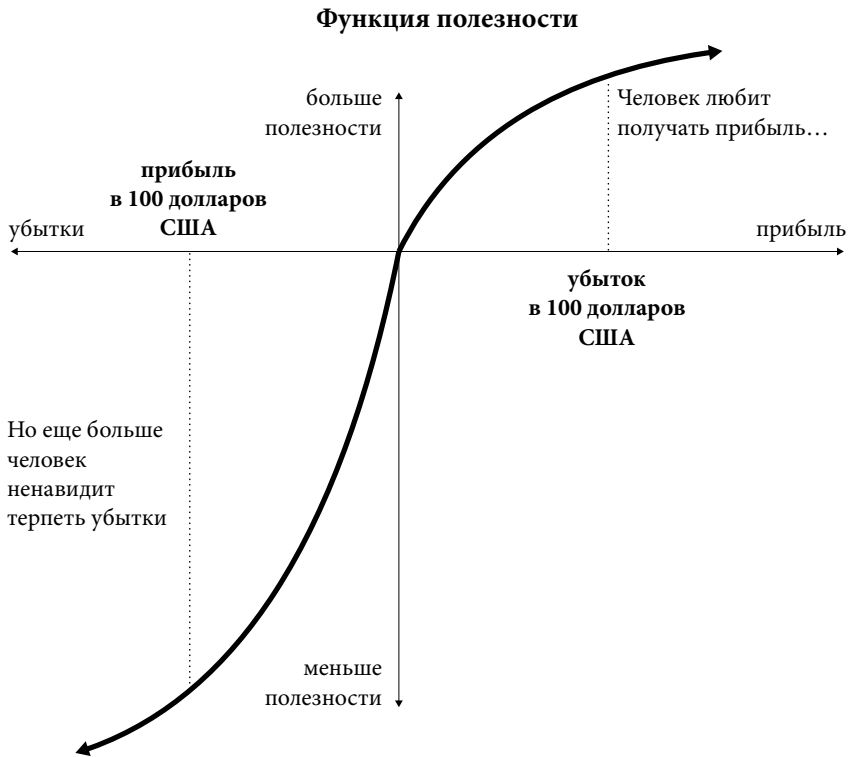 Функция полезности
больше
полезности
Человек любит
получать прибыль…
прибыль
в 100 долларов
США
убытки
прибыль
убыток
в 100 долларов
США
Но еще больше
человек
ненавидит
терпеть убытки
меньше
полезности